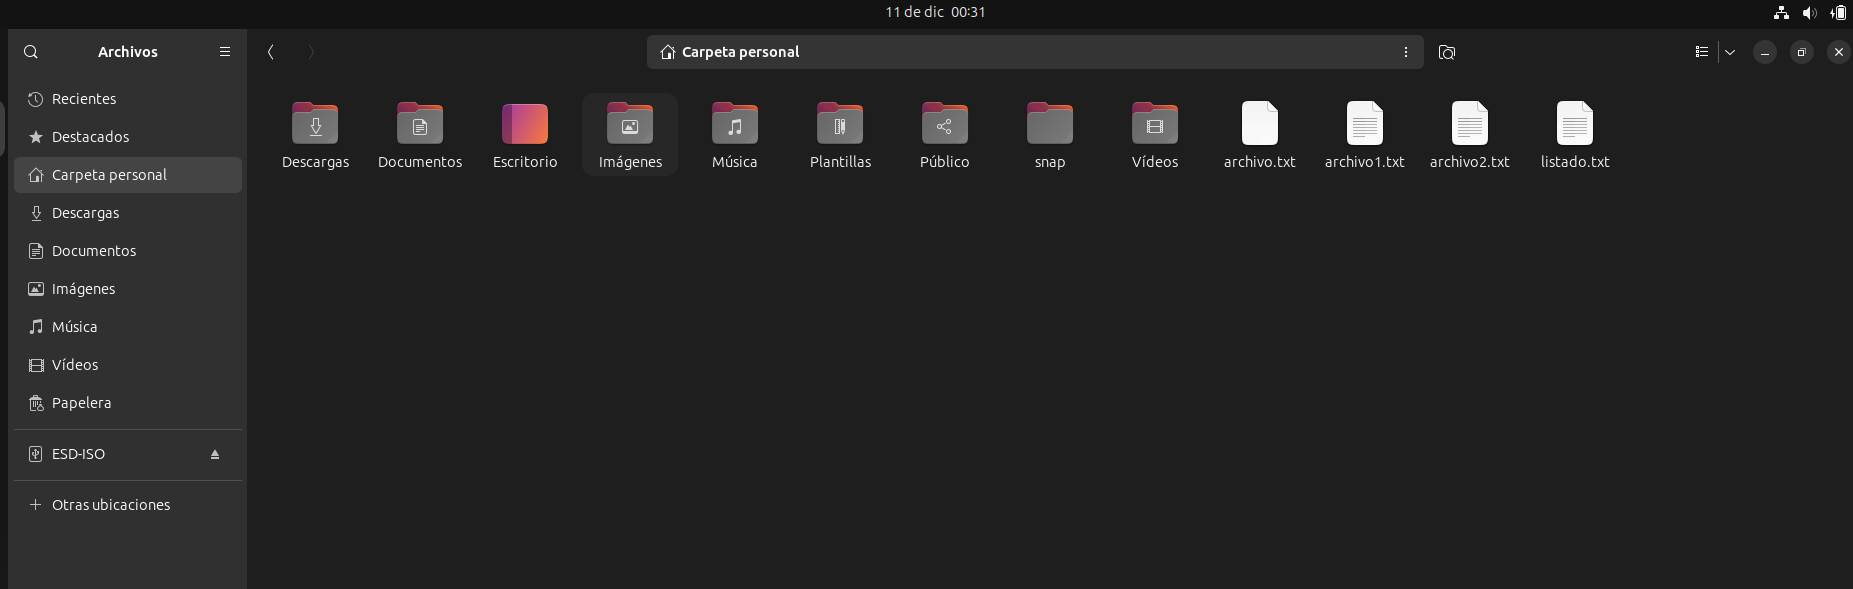 11 de dic 00:31
Archivos
Carpeta personal
Recientes
Destacados
Carpeta personal
Descargas
Documentos
Imágenes
Música
Vídeos
Papelera
ESD-ISO
Otras ubicaciones
Descargas
Documentos
Escritorio
Imágenes
Música
Plantillas
Público
snap
Vídeos
archivo.txt
archivo1.txt
archivo2.txt
listado.txt